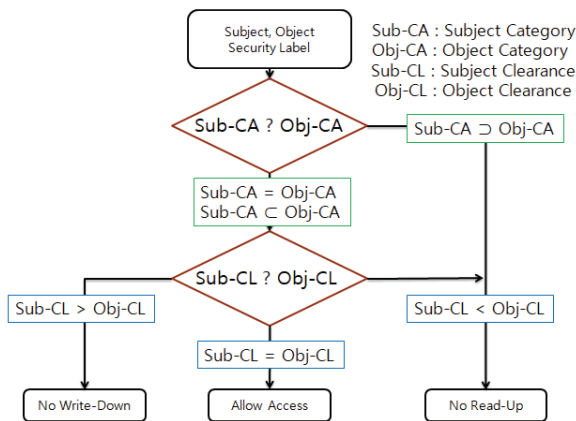 Subject, Object
Security Label
Sub-CA : Subject Category
Obj-CA : Object Category
Sub-CL : Subject Clearance
Obj-CL : Object Clearance
Sub-CA ? Obj-CA
Sub-CA ⊃ Obj-CA
Sub-CA = Obj-CA
Sub-CA ⊂ Obj-CA
Sub-CL ? Obj-CL
Sub-CL > Obj-CL
Sub-CL < Obj-CL
Sub-CL = Obj-CL
No Write-Down
Allow Access
No Read-Up